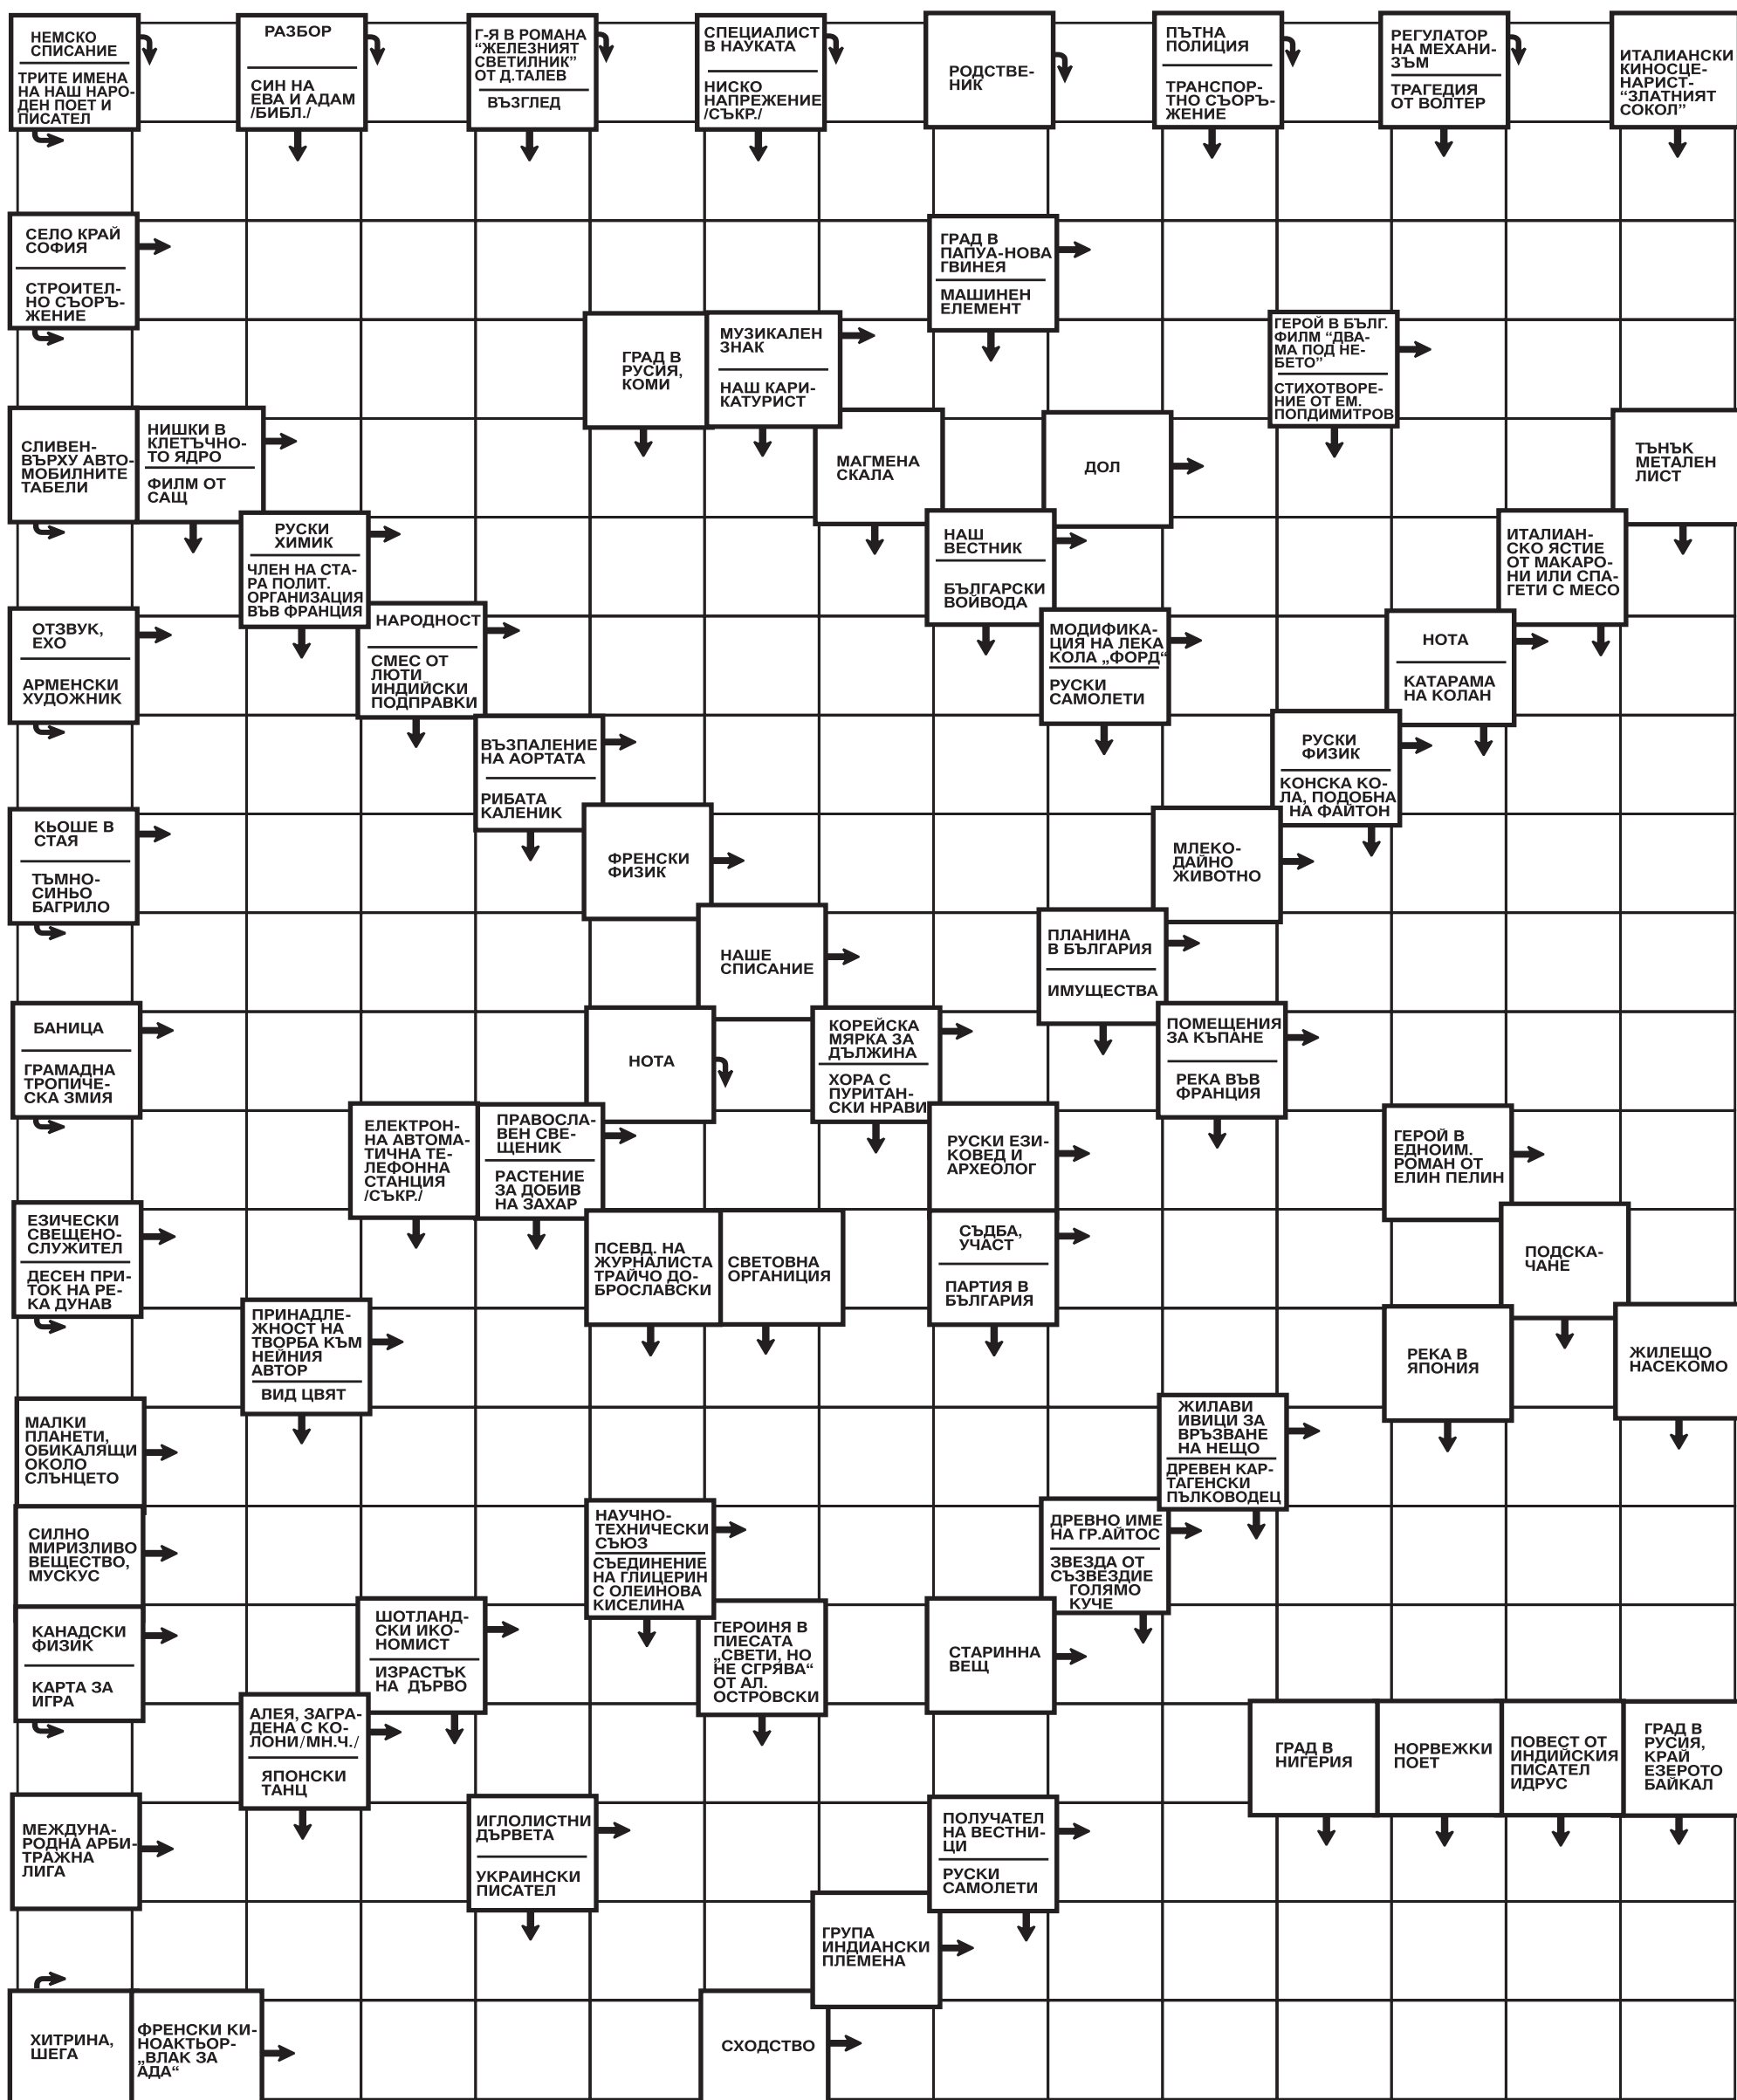 НЕМСКО
СПИСАНИЕ
ТРИТЕ ИМЕНА
НА НАШ НАРО-
ДЕН ПОЕТ И
ПИСАТЕЛ
РАЗБОР
СИН НА
ЕВА И АДАМ
/БИБЛ./
Г-Я В РОМАНА
“ЖЕЛЕЗНИЯТ
СВЕТИЛНИК”
ОТ Д.ТАЛЕВ
ВЪЗГЛЕД
СПЕЦИАЛИСТ
В НАУКАТА
НИСКО
НАПРЕЖЕНИЕ
/СЪКР./
РОДСТВЕ-
НИК
ПЪТНА
ПОЛИЦИЯ
ТРАНСПОР-
ТНО СЪОРЪ-
ЖЕНИЕ
РЕГУЛАТОР
НА МЕХАНИ-
ЗЪМ
ТРАГЕДИЯ
ОТ ВОЛТЕР
ИТАЛИАНСКИ
КИНОСЦЕ-
НАРИСТ-
“ЗЛАТНИЯТ
СОКОЛ”
СЕЛО КРАЙ
СОФИЯ
СТРОИТЕЛ-
НО СЪОРЪ-
ЖЕНИЕ
ГРАД В
ПАПУА-НОВА
ГВИНЕЯ
МАШИНЕН
ЕЛЕМЕНТ
ГРАД В
РУСИЯ,
КОМИ
МУЗИКАЛЕН
ЗНАК
НАШ КАРИ-
КАТУРИСТ
ГЕРОЙ В БЪЛГ.
ФИЛМ “ДВА-
МА ПОД НЕ-
БЕТО”
СТИХОТВОРЕ-
НИЕ ОТ ЕМ.
ПОПДИМИТРОВ
СЛИВЕН-
ВЪРХУ АВТО-
МОБИЛНИТЕ
ТАБЕЛИ
НИШКИ В
КЛЕТЪЧНО-
ТО ЯДРО
ФИЛМ ОТ
САЩ
МАГМЕНА
СКАЛА
ДОЛ
ТЪНЪК
МЕТАЛЕН
ЛИСТ
РУСКИ
ХИМИК
ЧЛЕН НА СТА-
РА ПОЛИТ.
ОРГАНИЗАЦИЯ
ВЪВ ФРАНЦИЯ
НАШ
ВЕСТНИК
БЪЛГАРСКИ
ВОЙВОДА
ИТАЛИАН-
СКО ЯСТИЕ
ОТ МАКАРО-
НИ ИЛИ СПА-
ГЕТИ С МЕСО
ОТЗВУК,
ЕХО
АРМЕНСКИ
ХУДОЖНИК
НАРОДНОСТ
СМЕС ОТ
ЛЮТИ
ИНДИЙСКИ
ПОДПРАВКИ
МОДИФИКА-
ЦИЯ НА ЛЕКА
КОЛА „ФОРД“
РУСКИ
САМОЛЕТИ
НОТА
КАТАРАМА
НА КОЛАН
ВЪЗПАЛЕНИЕ
НА АОРТАТА
РИБАТА
КАЛЕНИК
РУСКИ
ФИЗИК
КОНСКА КО-
ЛА, ПОДОБНА
НА ФАЙТОН
КЬОШЕ В
СТАЯ
ТЪМНО-
СИНЬО
БАГРИЛО
ФРЕНСКИ
ФИЗИК
МЛЕКО-
ДАЙНО
ЖИВОТНО
НАШЕ
СПИСАНИЕ
ПЛАНИНА
В БЪЛГАРИЯ
ИМУЩЕСТВА
БАНИЦА
ГРАМАДНА
ТРОПИЧЕ-
СКА ЗМИЯ
НОТА
КОРЕЙСКА
МЯРКА ЗА
ДЪЛЖИНА
ХОРА С
ПУРИТАН-
СКИ НРАВИ
ПОМЕЩЕНИЯ
ЗА КЪПАНЕ
РЕКА ВЪВ
ФРАНЦИЯ
ЕЛЕКТРОН-
НА АВТОМА-
ТИЧНА ТЕ-
ЛЕФОННА
СТАНЦИЯ
/СЪКР./
ПРАВОСЛА-
ВЕН СВЕ-
ЩЕНИК
РАСТЕНИЕ
ЗА ДОБИВ
НА ЗАХАР
РУСКИ ЕЗИ-
КОВЕД И
АРХЕОЛОГ
ГЕРОЙ В
ЕДНОИМ.
РОМАН ОТ
ЕЛИН ПЕЛИН
ЕЗИЧЕСКИ
СВЕЩЕНО-
СЛУЖИТЕЛ
ДЕСЕН ПРИ-
ТОК НА РЕ-
КА ДУНАВ
ПСЕВД. НА
ЖУРНАЛИСТА
ТРАЙЧО ДО-
БРОСЛАВСКИ
СВЕТОВНА
ОРГАНИЦИЯ
СЪДБА,
УЧАСТ
ПАРТИЯ В
БЪЛГАРИЯ
ПОДСКА-
ЧАНЕ
ПРИНАДЛЕ-
ЖНОСТ НА
ТВОРБА КЪМ
НЕЙНИЯ
АВТОР
ВИД ЦВЯТ
РЕКА В
ЯПОНИЯ
ЖИЛЕЩО
НАСЕКОМО
МАЛКИ
ПЛАНЕТИ,
ОБИКАЛЯЩИ
ОКОЛО
СЛЪНЦЕТО
ЖИЛАВИ
ИВИЦИ ЗА
ВРЪЗВАНЕ
НА НЕЩО
ДРЕВЕН КАР-
ТАГЕНСКИ
ПЪЛКОВОДЕЦ
СИЛНО
МИРИЗЛИВО
ВЕЩЕСТВО,
МУСКУС
НАУЧНО-
ТЕХНИЧЕСКИ
СЪЮЗ
СЪЕДИНЕНИЕ
НА ГЛИЦЕРИН
С ОЛЕИНОВА
КИСЕЛИНА
ДРЕВНО ИМЕ
НА ГР.АЙТОС
ЗВЕЗДА ОТ
СЪЗВЕЗДИЕ
ГОЛЯМО
КУЧЕ
КАНАДСКИ
ФИЗИК
КАРТА ЗА
ИГРА
ШОТЛАНД-
СКИ ИКО-
НОМИСТ
ИЗРАСТЪК
НА ДЪРВО
ГЕРОИНЯ В
ПИЕСАТА
„СВЕТИ, НО
НЕ СГРЯВА“
ОТ АЛ.
ОСТРОВСКИ
СТАРИННА
ВЕЩ
АЛЕЯ, ЗАГРА-
ДЕНА С КО-
ЛОНИ/МН.Ч./
ЯПОНСКИ
ТАНЦ
ГРАД В
НИГЕРИЯ
НОРВЕЖКИ
ПОЕТ
ПОВЕСТ ОТ
ИНДИЙСКИЯ
ПИСАТЕЛ
ИДРУС
ГРАД В
РУСИЯ,
КРАЙ
ЕЗЕРОТО
БАЙКАЛ
МЕЖДУНА-
РОДНА АРБИ-
ТРАЖНА
ЛИГА
ИГЛОЛИСТНИ
ДЪРВЕТА
УКРАИНСКИ
ПИСАТЕЛ
ПОЛУЧАТЕЛ
НА ВЕСТНИ-
ЦИ
РУСКИ
САМОЛЕТИ
ГРУПА
ИНДИАНСКИ
ПЛЕМЕНА
ХИТРИНА,
ШЕГА
ФРЕНСКИ КИ-
НОАКТЬОР-
„ВЛАК ЗА
АДА“
СХОДСТВО